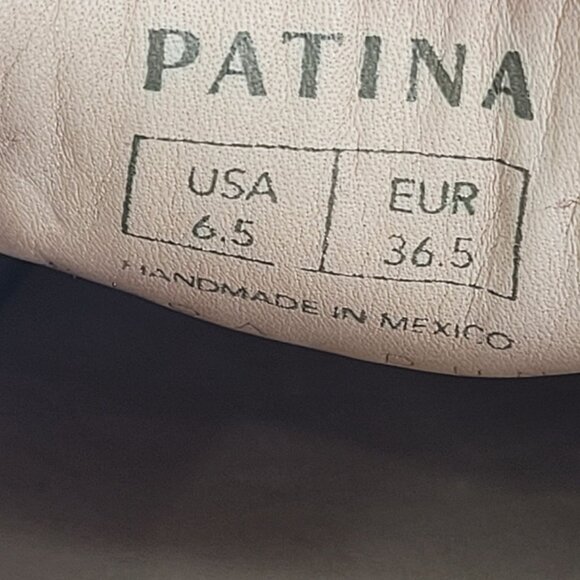 PATINA
USA EUR
6.5 36.5
HANDMADE IN MEXICO